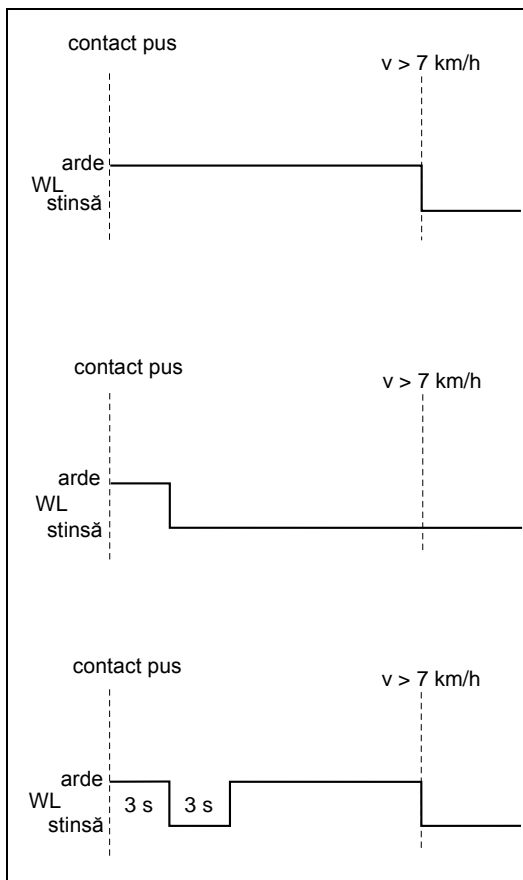 contact pus
v > 7 km/h
arde
WL
stinsă
contact pus
v > 7 km/h
arde
WL
stinsă
contact pus
v > 7 km/h
arde
WL 3 s 3 s
stinsă